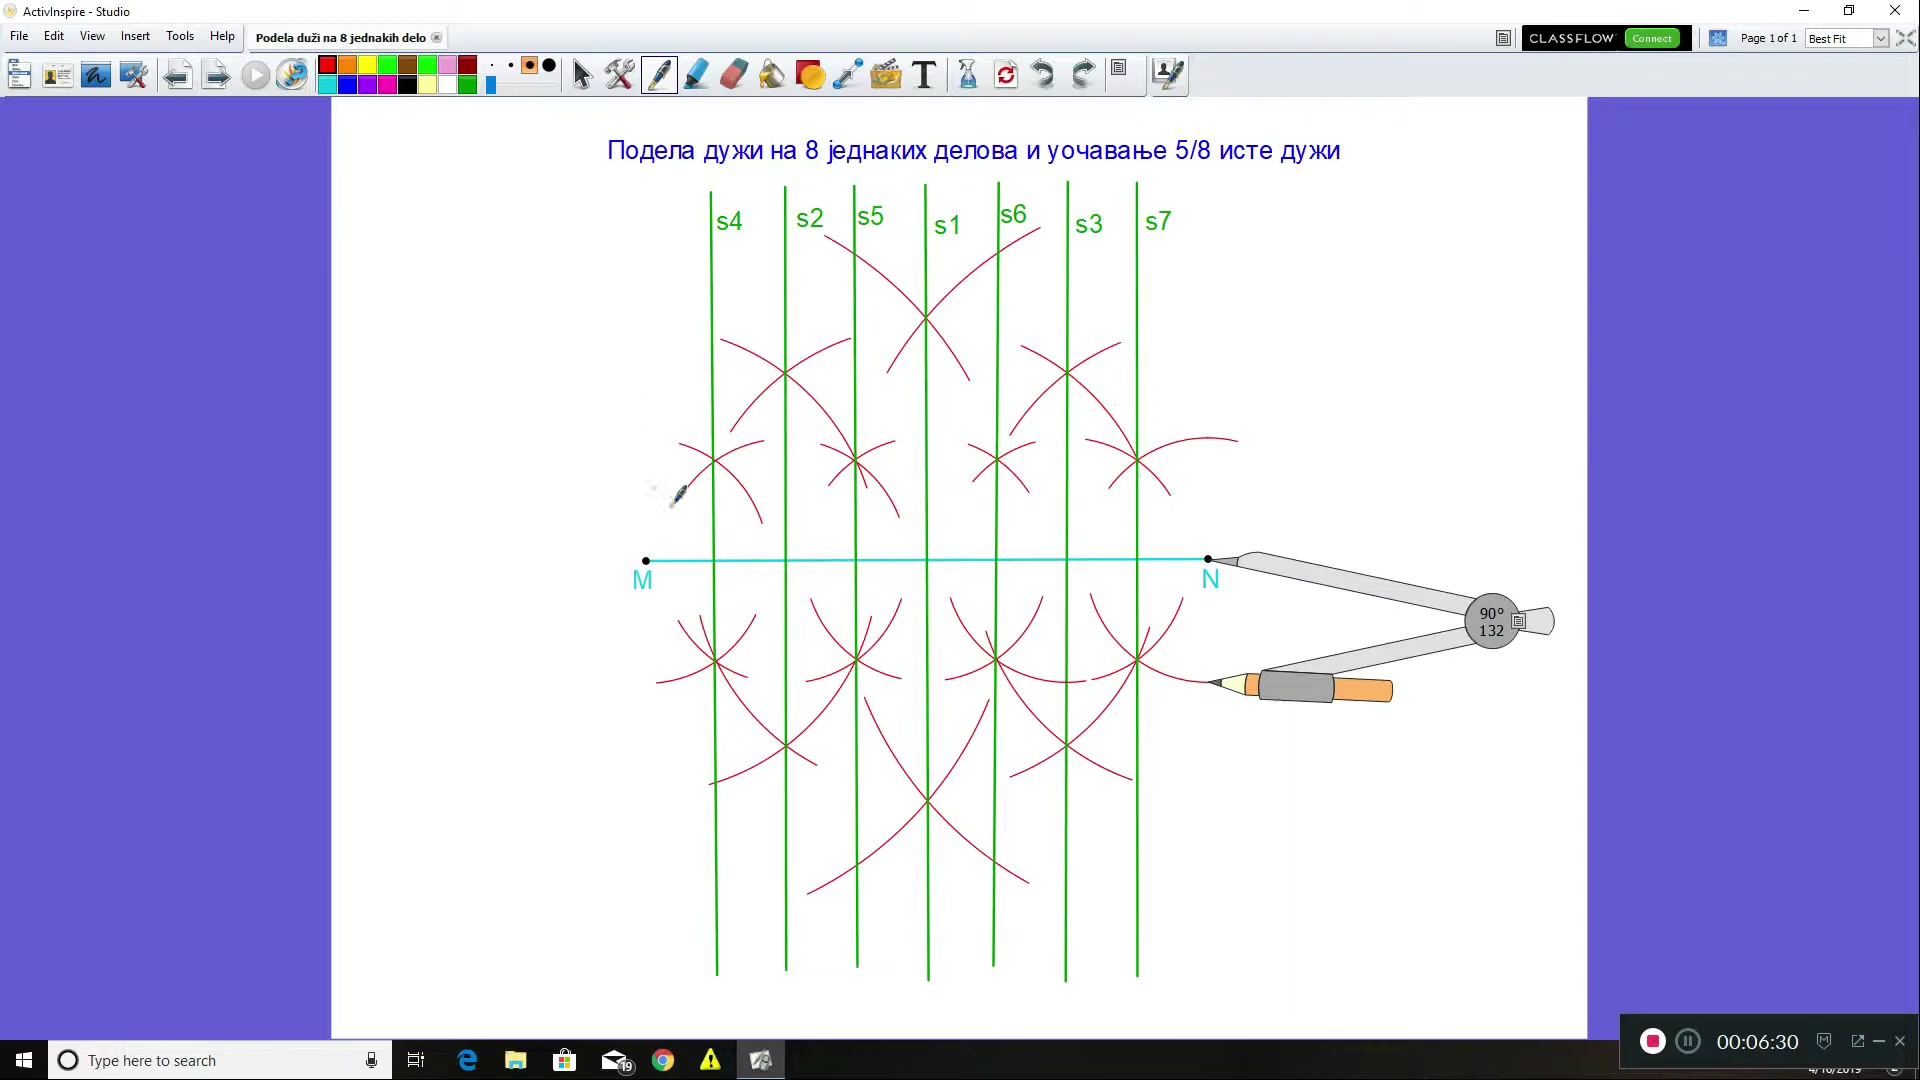 ActivInspire - Studio
File Edit View Insert Tools Help
Podela duži na 8 jednakih delo
CLASSFLOW Connect
Page 1 of 1 Best Fit
T
Подела дужи на 8 једнаких делова и уочавање 5/8 исте дужи
s4 s2 s5 s1 s6 s3 s7
M N
90°
132
Type here to search
19
00:06:30